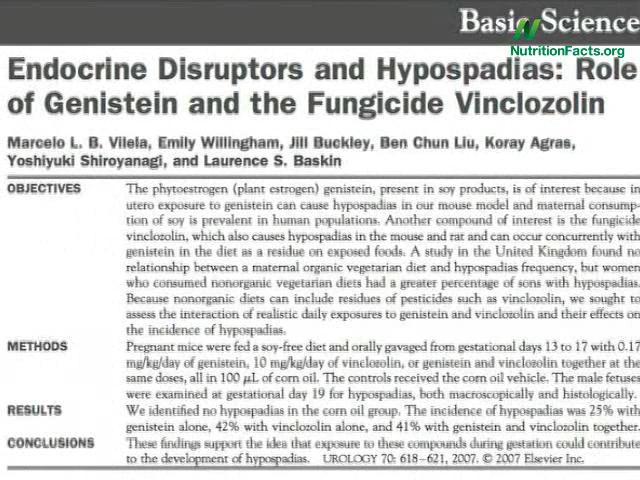 Basic Science
NutritionFacts.org
Endocrine Disruptors and Hypospadias: Role
of Genistein and the Fungicide Vinclozolin
Marcelo L. B. Vilela, Emily Willingham, Jill Buckley, Ben Chun Liu, Koray Agras,
Yoshiyuki Shiroyanagi, and Laurence S. Baskin
OBJECTIVES The phytoestrogen (plant estrogen) genistein, present in soy products, is of interest because in
utero exposure to genistein can cause hypospadias in our mouse model and maternal consump-
tion of soy is prevalent in human populations. Another compound of interest is the fungicide
vinclozolin, which also causes hypospadias in the mouse and rat and can occur concurrently with
genistein in the diet as a residue on exposed foods. A study in the United Kingdom found no
relationship between a maternal organic vegetarian diet and hypospadias frequency, but women
who consumed nonorganic vegetarian diets had a greater percentage of sons with hypospadias.
Because nonorganic diets can include residues of pesticides such as vinclozolin, we sought to
assess the interaction of realistic daily exposures to genistein and vinclozolin and their effects on
the incidence of hypospadias.
METHODS Pregnant mice were fed a soy-free diet and orally gavaged from gestational days 13 to 17 with 0.17
mg/kg/day of genistein, 10 mg/kg/day of vinclozolin, or genistein and vinclozolin together at the
same doses, all in 100 μL of corn oil. The controls received the corn oil vehicle. The male fetuses
were examined at gestational day 19 for hypospadias, both macroscopically and histologically.
RESULTS We identified no hypospadias in the corn oil group. The incidence of hypospadias was 25% with
genistein alone, 42% with vinclozolin alone, and 41% with genistein and vinclozolin together.
CONCLUSIONS These findings support the idea that exposure to these compounds during gestation could contribute
to the development of hypospadias. UROLOGY 70: 618–621, 2007. © 2007 Elsevier Inc.